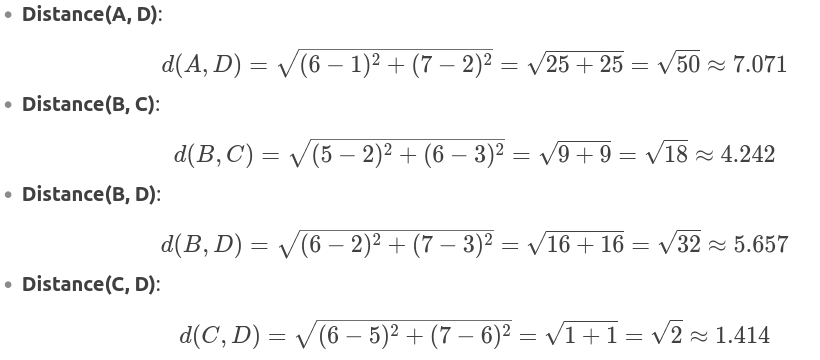 • Distance(A, D):
d(A, D) = √(6 − 1)² + (7 − 2)² = √25 + 25 = √50 ≈ 7.071
• Distance(B, C):
d(B, C) = √(5 − 2)² + (6 − 3)² = √9 + 9 = √18 ≈ 4.242
• Distance(B, D):
d(B, D) = √(6 − 2)² + (7 − 3)² = √16 + 16 = √32 ≈ 5.657
• Distance(C, D):
d(C, D) = √(6 − 5)² + (7 − 6)² = √1 + 1 = √2 ≈ 1.414